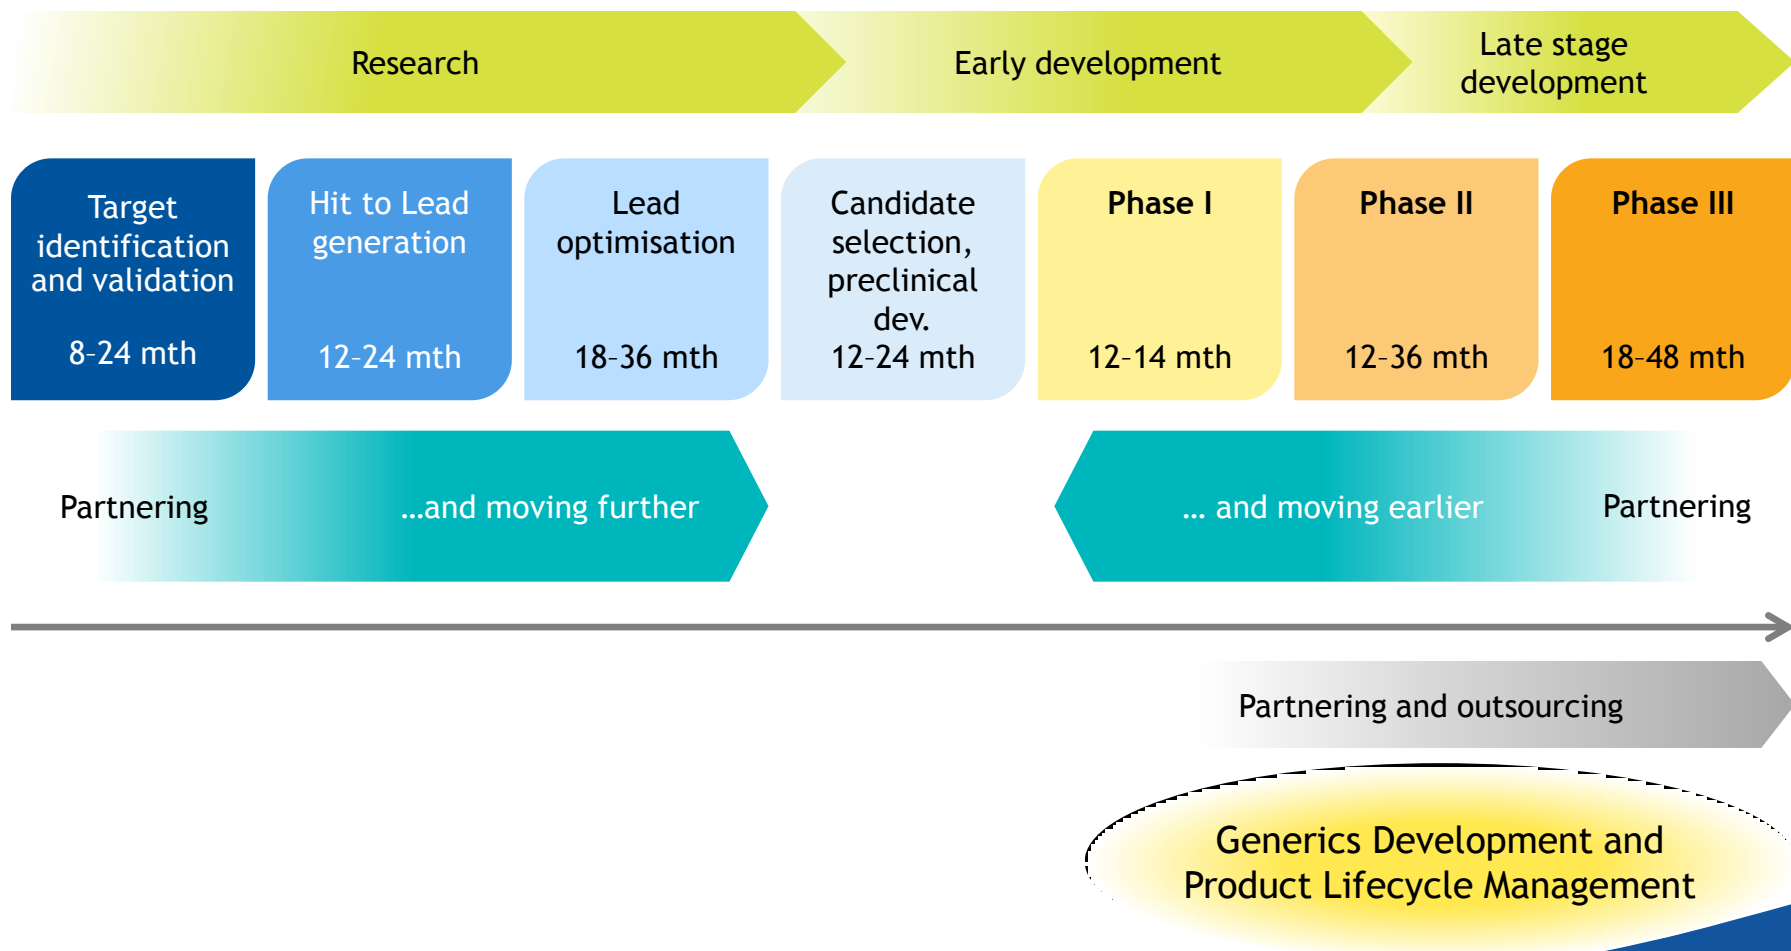 Research
Early development
Late stage
development
Target
identification
and validation
8–24 mth
Hit to Lead
generation
12–24 mth
Lead
optimisation
18–36 mth
Candidate
selection,
preclinical
dev.
12–24 mth
Phase I
12–14 mth
Phase II
12–36 mth
Phase III
18–48 mth
Partnering
…and moving further
… and moving earlier
Partnering
Partnering and outsourcing
Generics Development and
Product Lifecycle Management